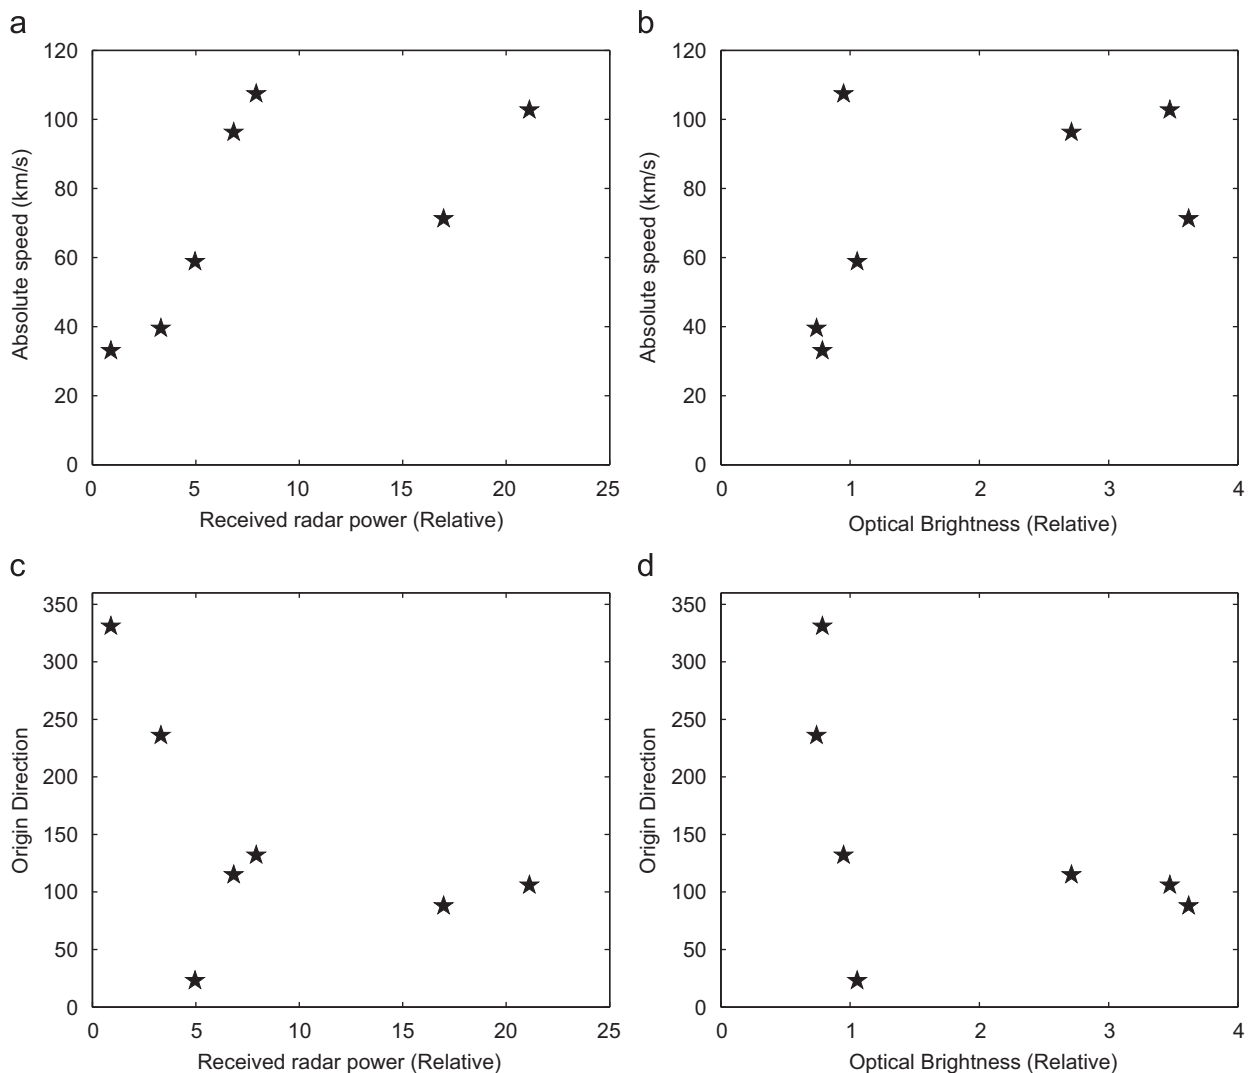 a
120
100
80
60
40
20
0
Absolute speed (km/s)
0 5 10 15 20 25
Received radar power (Relative)
b
120
100
80
60
40
20
0
Absolute speed (km/s)
0 1 2 3 4
Optical Brightness (Relative)
c
350
300
250
200
150
100
50
0
Origin Direction
0 5 10 15 20 25
Received radar power (Relative)
d
350
300
250
200
150
100
50
0
Origin Direction
0 1 2 3 4
Optical Brightness (Relative)